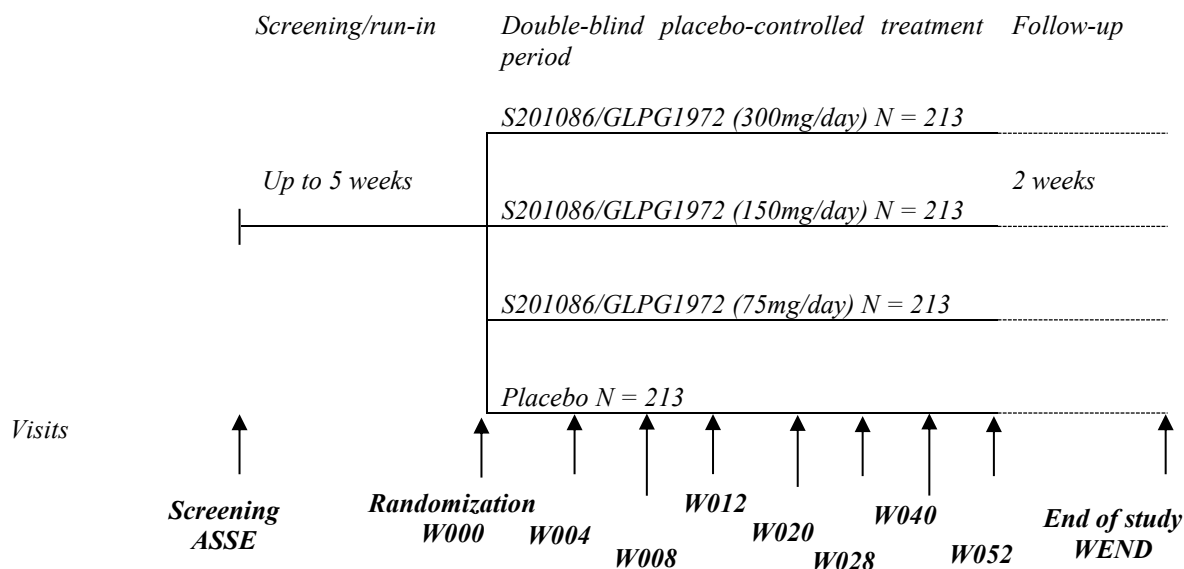 Screening/run-in
Double-blind placebo-controlled treatment
period
Follow-up
S201086/GLPG1972 (300mg/day) N = 213
Up to 5 weeks
2 weeks
S201086/GLPG1972 (150mg/day) N = 213
S201086/GLPG1972 (75mg/day) N = 213
Placebo N = 213
Visits
Screening
ASSE
Randomization
W000
W004
W008
W012
W020
W028
W040
W052
End of study
WEND